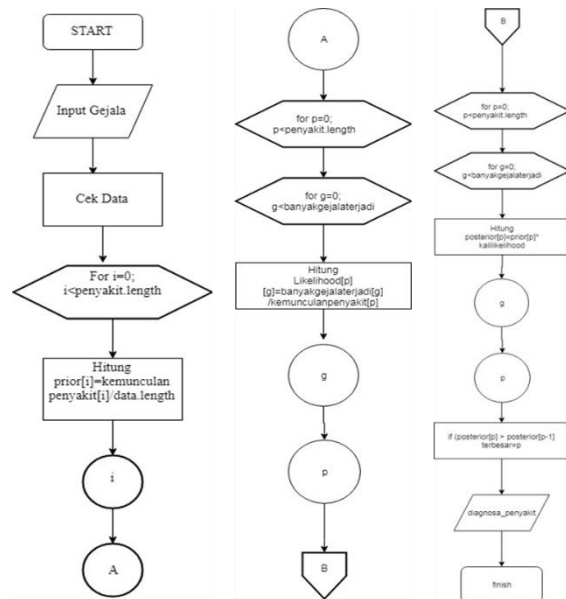 START
Input Gejala
Cek Data
For i=0;
i<penyakit.length
Hitung
prior[i]=kemunculan
penyakit[i]/data.length
i
A
A
for p=0;
p<penyakit.length
for g=0;
g<banyakgejalaterjadi
Hitung
Likelihood[p]
[g]=banyakgejalaterjadi[g]
/kemunculanpenyakit[p]
g
p
B
B
for p=0;
p<penyakit.length
for g=0;
g<banyakgejalaterjadi
Hitung
posterior[p]=prior[p]*
kalilikelihood
g
p
if (posterior[p] > posterior[p-1]
terbesar=p
diagnosa_penyakit
finish